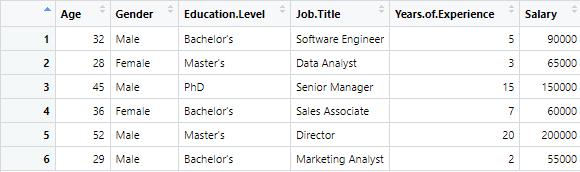 Age Gender Education.Level Job.Title Years.of.Experience Salary
1 32 Male Bachelor's Software Engineer 5 90000
2 28 Female Master's Data Analyst 3 65000
3 45 Male PhD Senior Manager 15 150000
4 36 Female Bachelor's Sales Associate 7 60000
5 52 Male Master's Director 20 200000
6 29 Male Bachelor's Marketing Analyst 2 55000